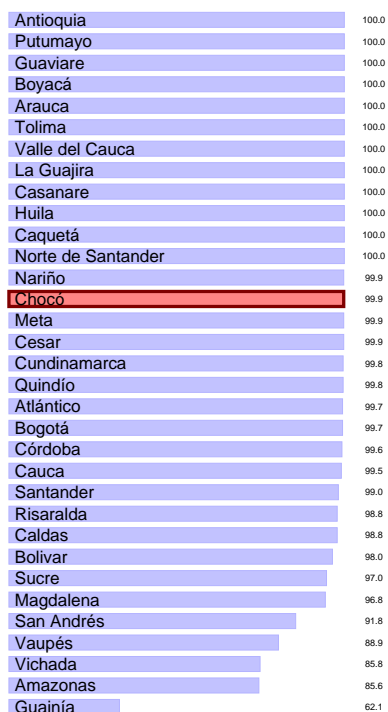 Antioquia 100.0
Putumayo 100.0
Guaviare 100.0
Boyacá 100.0
Arauca 100.0
Tolima 100.0
Valle del Cauca 100.0
La Guajira 100.0
Casanare 100.0
Huila 100.0
Caquetá 100.0
Norte de Santander 100.0
Nariño 99.9
Chocó 99.9
Meta 99.9
Cesar 99.9
Cundinamarca 99.8
Quindío 99.8
Atlántico 99.7
Bogotá 99.7
Córdoba 99.6
Cauca 99.5
Santander 99.0
Risaralda 98.8
Caldas 98.8
Bolivar 98.0
Sucre 97.0
Magdalena 96.8
San Andrés 91.8
Vaupés 88.9
Vichada 85.8
Amazonas 85.6
Guainía 62.1